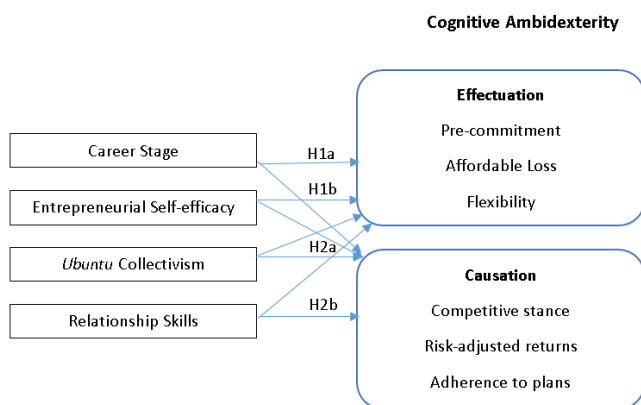 Cognitive Ambidexterity
Effectuation
Pre-commitment
Affordable Loss
Flexibility
Career Stage
Entrepreneurial Self-efficacy
Ubuntu Collectivism
Relationship Skills
H1a
H1b
H2a
H2b
Causation
Competitive stance
Risk-adjusted returns
Adherence to plans